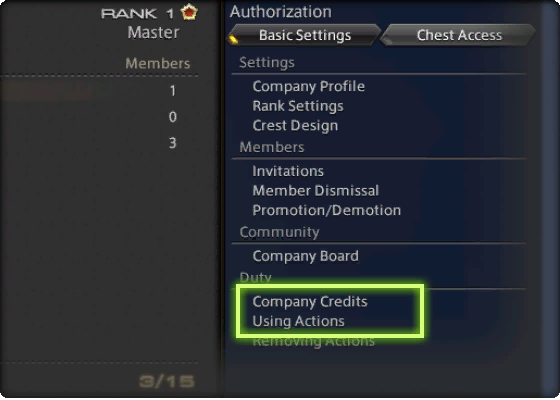 RANK 1
Master
Members
1
0
3
3/15
Authorization
Basic Settings
Chest Access
Settings
Company Profile
Rank Settings
Crest Design
Members
Invitations
Member Dismissal
Promotion/Demotion
Community
Company Board
Duty
Company Credits
Using Actions
Removing Actions